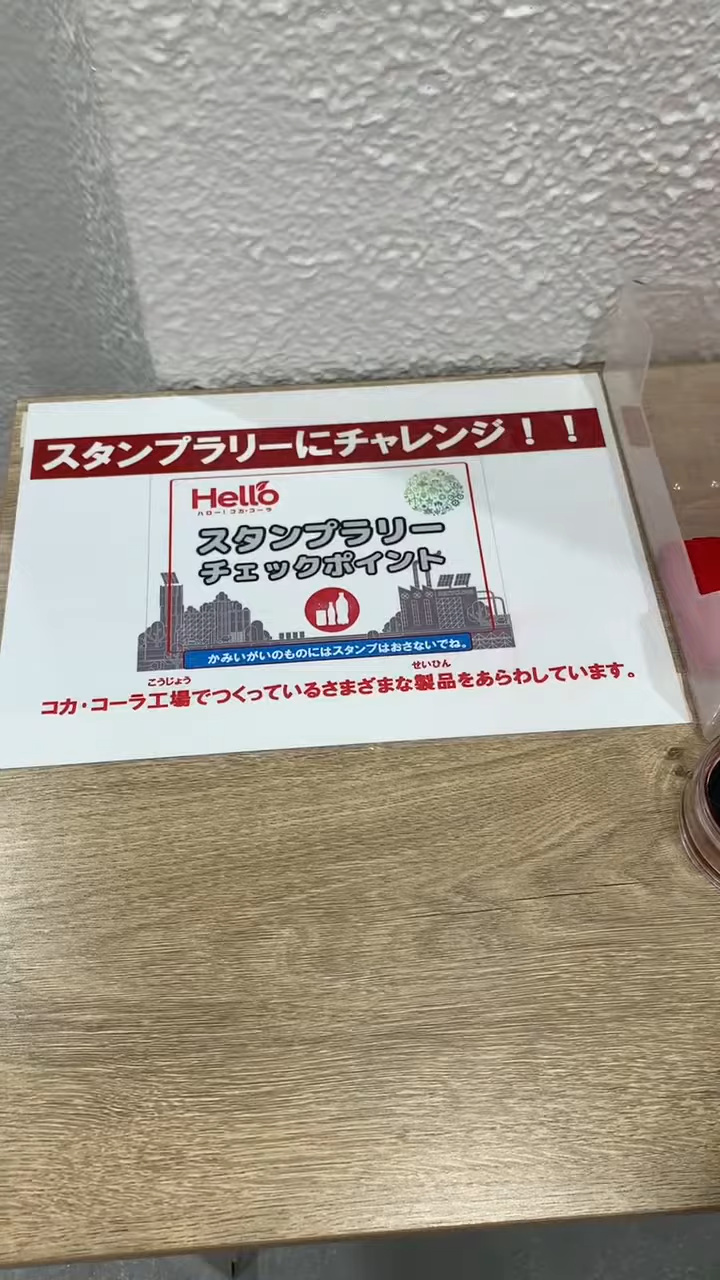 スタンプラリーにチャレンジ！！
Hello
ハロー！コカ・コーラ
スタンプラリー
チェックポイント
かみいがいのものにはスタンプはおさないでね。
こうじょう せいひん
コカ・コーラ工場でつくっているさまざまな製品をあらわしています。